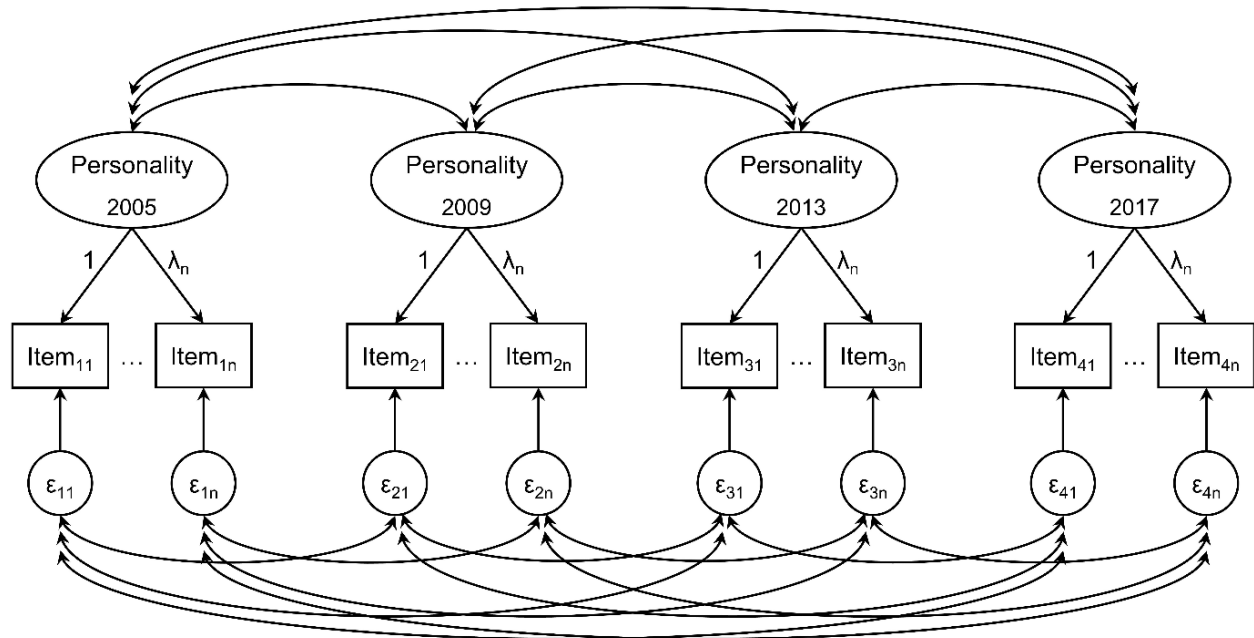 Personality
2005
Personality
2009
Personality
2013
Personality
2017
1
λₙ
1
λₙ
1
λₙ
1
λₙ
Item₁₁ ... Item₁ₙ
Item₂₁ ... Item₂ₙ
Item₃₁ ... Item₃ₙ
Item₄₁ ... Item₄ₙ
ε₁₁
ε₁ₙ
ε₂₁
ε₂ₙ
ε₃₁
ε₃ₙ
ε₄₁
ε₄ₙ